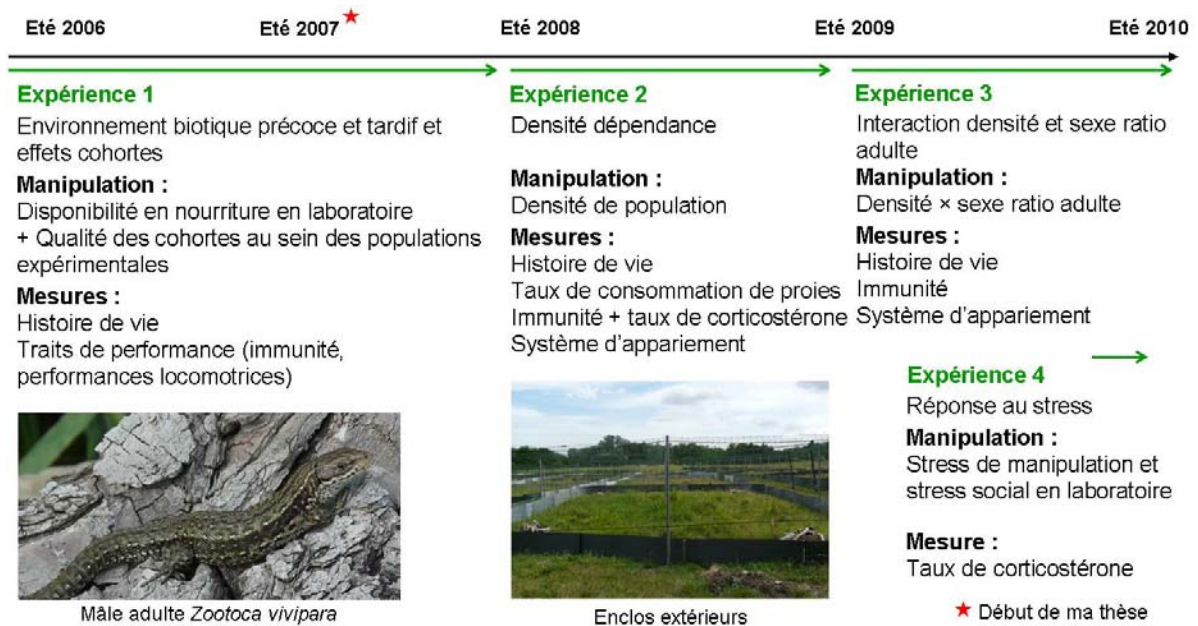 Eté 2006
Eté 2007
Eté 2008
Eté 2009
Eté 2010
Expérience 1
Environnement biotique précoce et tardif et
effets cohortes
Manipulation :
Disponibilité en nourriture en laboratoire
+ Qualité des cohortes au sein des populations
expérimentales
Mesures :
Histoire de vie
Traits de performance (immunité,
performances locomotrices)
Mâle adulte Zootoca vivipara
Expérience 2
Densité dépendance
Manipulation :
Densité de population
Mesures :
Histoire de vie
Taux de consommation de proies
Immunité + taux de corticostérone
Système d'appariement
Enclos extérieurs
Expérience 3
Interaction densité et sexe ratio
adulte
Manipulation :
Densité × sexe ratio adulte
Mesures :
Histoire de vie
Immunité
Système d'appariement
Expérience 4
Réponse au stress
Manipulation :
Stress de manipulation et
stress social en laboratoire
Mesure :
Taux de corticostérone
★ Début de ma thèse